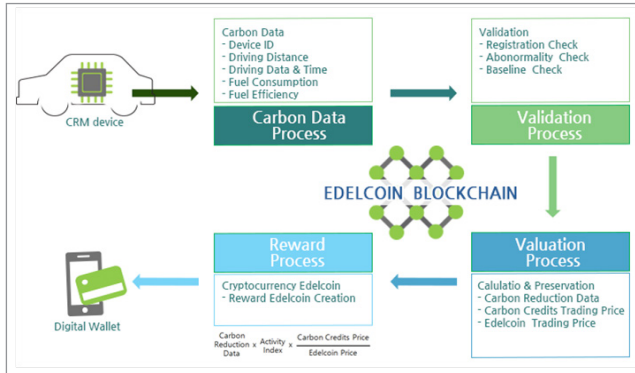 CRM device
Carbon Data
- Device ID
- Driving Distance
- Driving Data & Time
- Fuel Consumption
- Fuel Efficiency
Carbon Data
Process
Validation
- Registration Check
- Abonormality Check
- Baseline Check
Validation
Process
EDELCOIN BLOCKCHAIN
Valuation
Process
Calulatio & Preservation
- Carbon Reduction Data
- Carbon Credits Trading Price
- Edelcoin Trading Price
Reward
Process
Cryptocurrency Edelcoin
- Reward Edelcoin Creation
Carbon
Reduction
Data
x
Activity
Index
x
Carbon Credits Price
Edelcoin Price
Digital Wallet